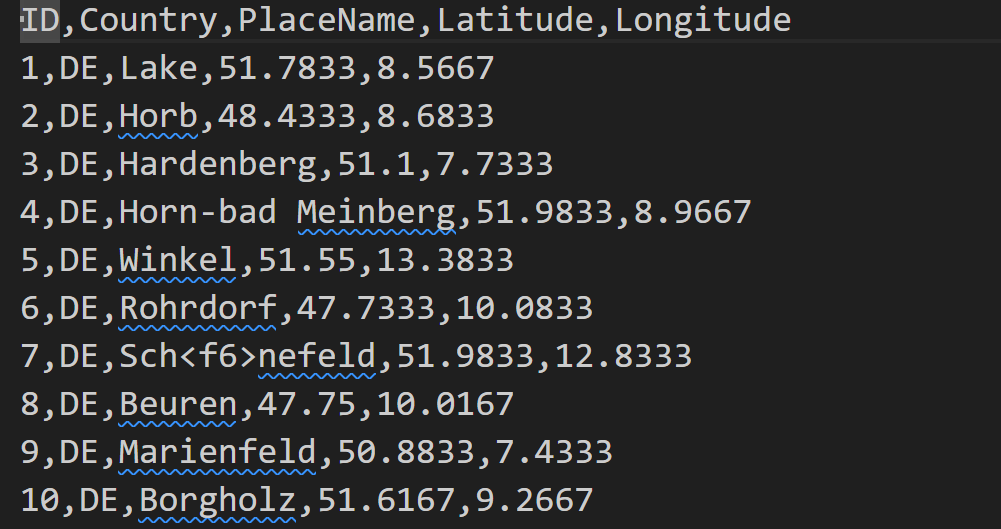 ID,Country,PlaceName,Latitude,Longitude
1,DE,Lake,51.7833,8.5667
2,DE,Horb,48.4333,8.6833
3,DE,Hardenberg,51.1,7.7333
4,DE,Horn-bad Meinberg,51.9833,8.9667
5,DE,Winkel,51.55,13.3833
6,DE,Rohrdorf,47.7333,10.0833
7,DE,Sch<f6>nefeld,51.9833,12.8333
8,DE,Beuren,47.75,10.0167
9,DE,Marienfeld,50.8833,7.4333
10,DE,Borgholz,51.6167,9.2667